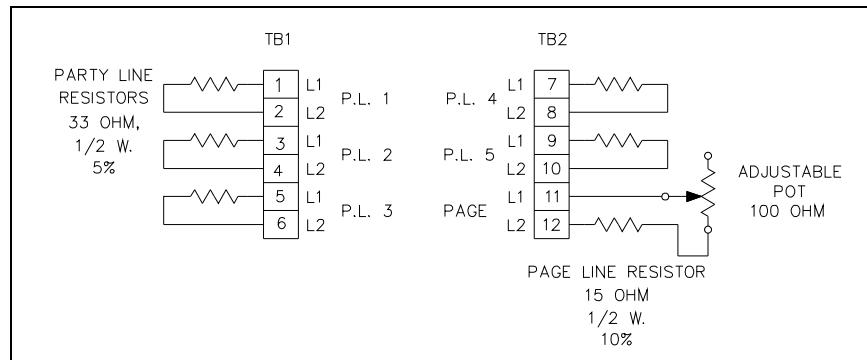 TB1
PARTY LINE
RESISTORS
33 OHM,
1/2 W.
5%
1 L1
2 L2
P.L. 1
3 L1
4 L2
P.L. 2
5 L1
6 L2
P.L. 3
TB2
P.L. 4
L1 7
L2 8
P.L. 5
L1 9
L2 10
PAGE
L1 11
L2 12
ADJUSTABLE
POT
100 OHM
PAGE LINE RESISTOR
15 OHM
1/2 W.
10%